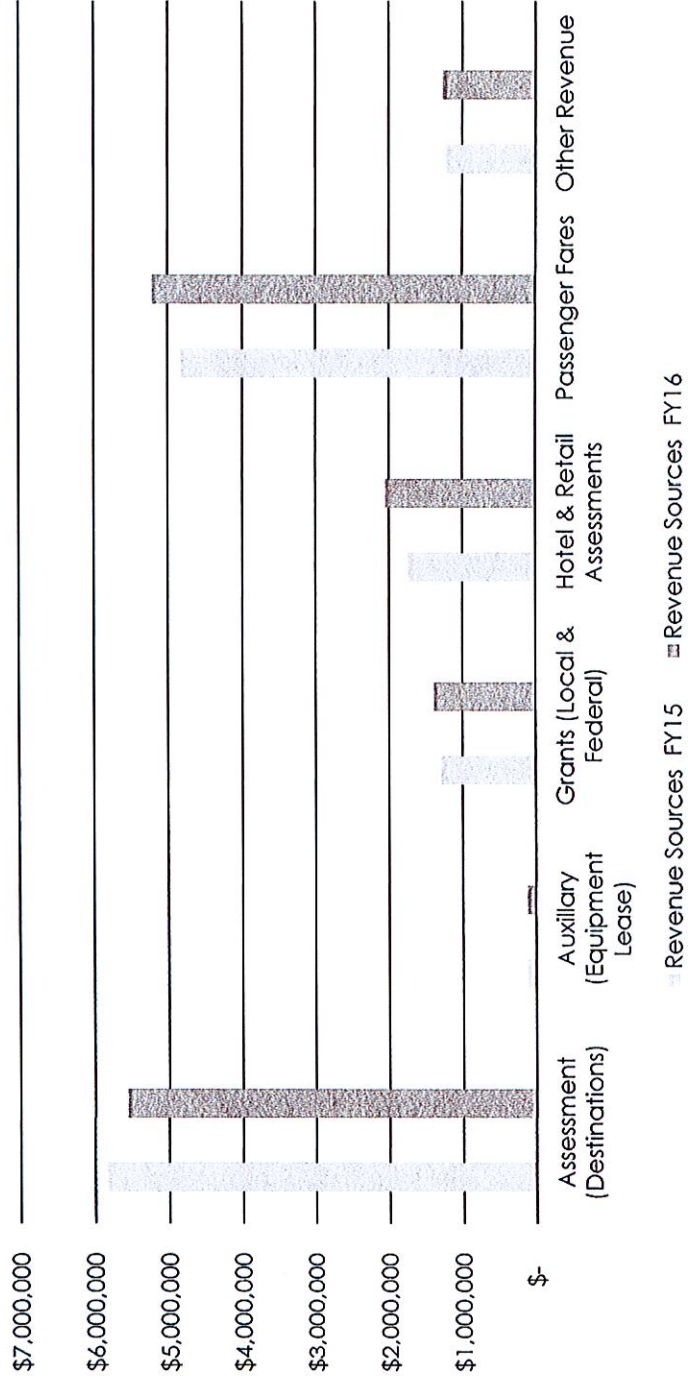 $7,000,000
$6,000,000
$5,000,000
$4,000,000
$3,000,000
$2,000,000
$1,000,000
$-
Assessment
(Destinations)
Auxillary
(Equipment
Lease)
Grants (Local &
Federal)
Hotel & Retail
Assessments
Passenger Fares
Other Revenue
Revenue Sources FY15
Revenue Sources FY16